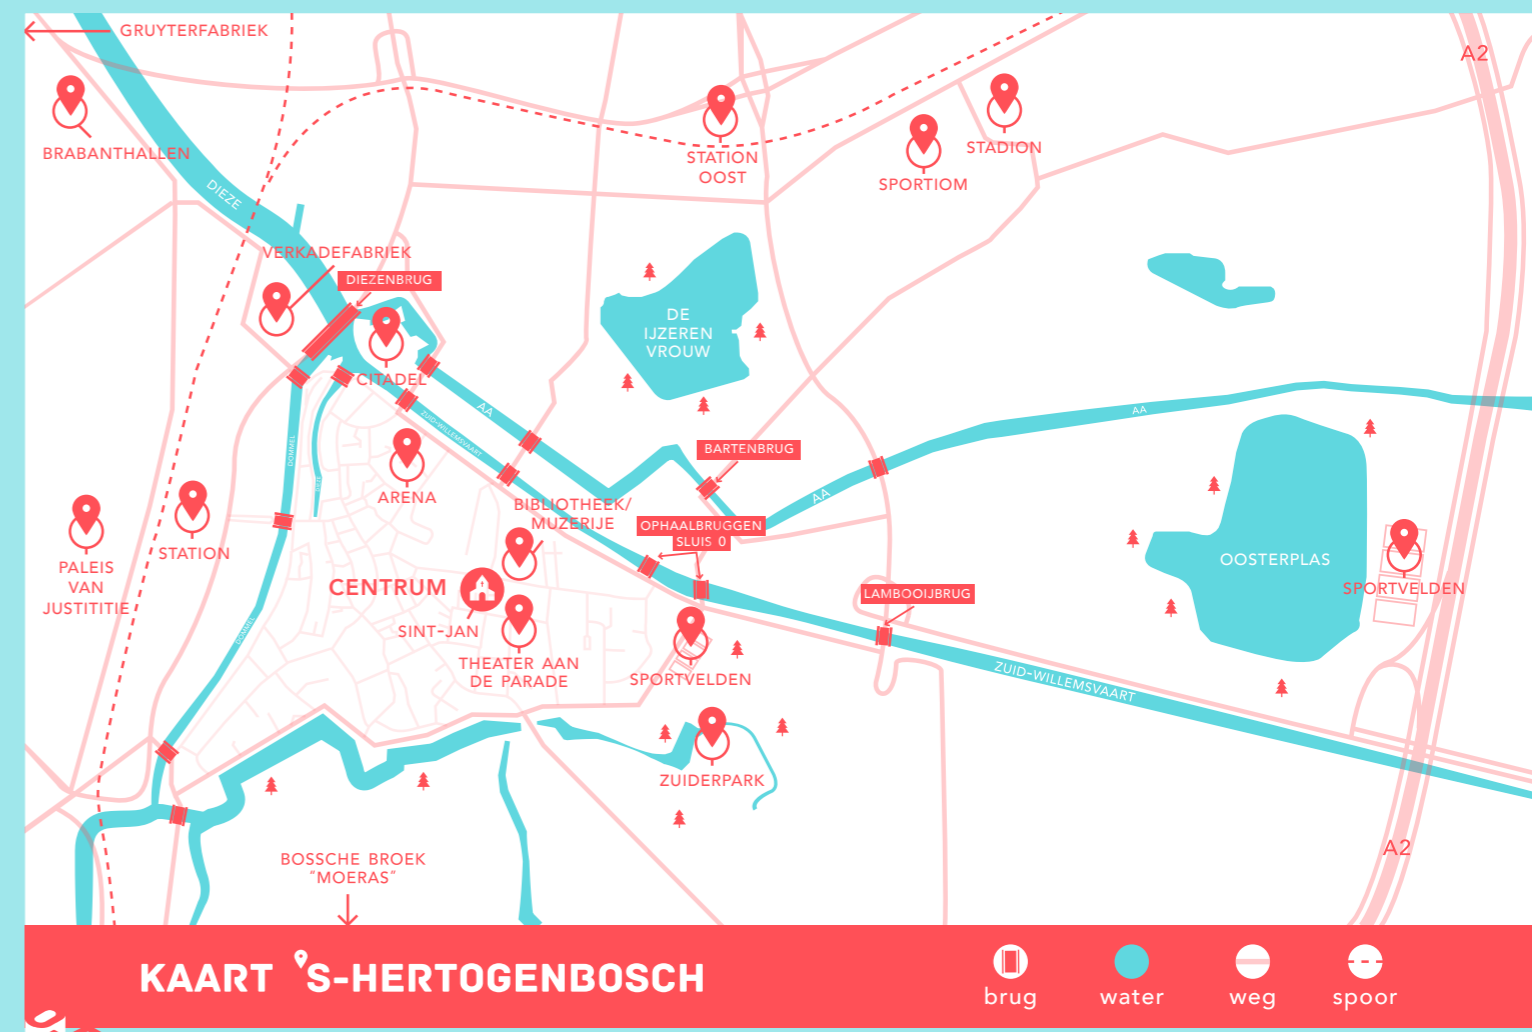 GRUYTERFABRIEK
A2
BRABANTHALLEN
STATION
OOST
STADION
SPORTIOM
DIEZE
VERKADEFABRIEK
DIEZENBRUG
DE
IJZEREN
VROUW
CITADEL
AA
ZUID-WILLEMSVAART
AA
DOMMEL
BARTENBRUG
ARENA
AA
BIBLIOTHEEK/
MUZERIJE
OPHAALBRUGGEN
SLUIS 0
STATION
PALEIS
VAN
JUSTITITIE
OOSTERPLAS
SPORTVELDEN
CENTRUM
LAMBOOIJBRUG
SINT-JAN
DOMMEL
THEATER AAN
DE PARADE
SPORTVELDEN
ZUID-WILLEMSVAART
ZUIDERPARK
A2
BOSSCHE BROEK
"MOERAS"
KAART 'S-HERTOGENBOSCH
brug
water
weg
spoor